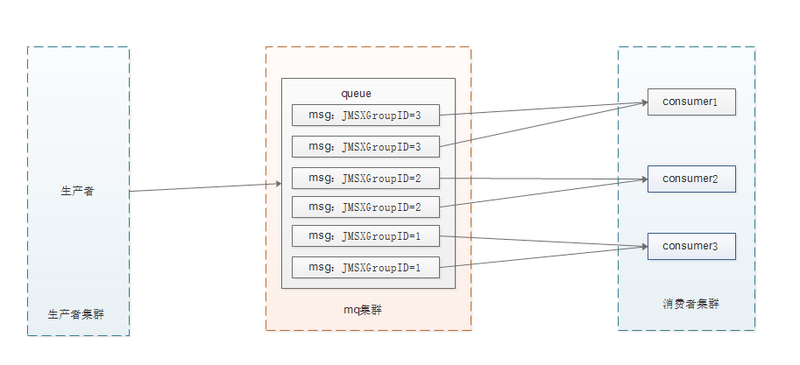 生产者
生产者集群
queue
msg：JMSXGroupID=3
msg：JMSXGroupID=3
msg：JMSXGroupID=2
msg：JMSXGroupID=2
msg：JMSXGroupID=1
msg：JMSXGroupID=1
mq集群
consumer1
consumer2
consumer3
消费者集群